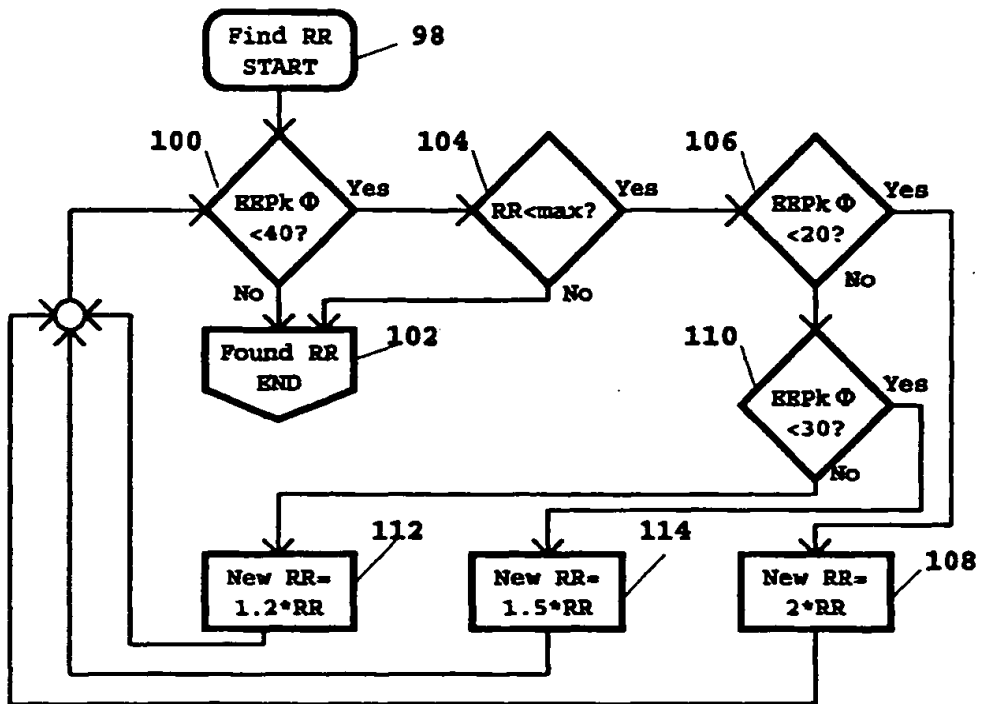 Find RR
START
98
100
EEPk Φ
<40?
Yes
No
104
RR<max?
Yes
No
106
EEPk Φ
<20?
Yes
No
Found RR
END
102
110
EEPk Φ
<30?
Yes
No
112
New RR=
1.2*RR
114
New RR=
1.5*RR
108
New RR=
2*RR